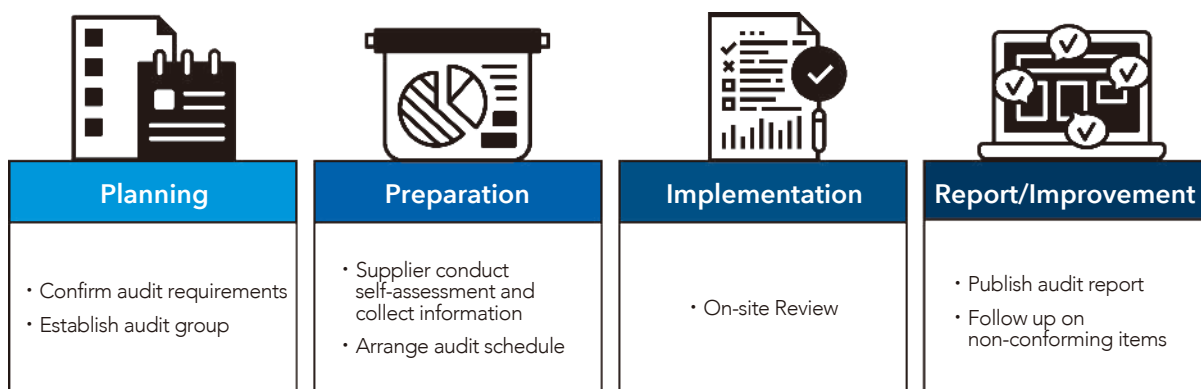 Planning
・Confirm audit requirements
・Establish audit group
Preparation
・Supplier conduct
self-assessment and
collect information
・Arrange audit schedule
Implementation
・On-site Review
Report/Improvement
・Publish audit report
・Follow up on
non-conforming items